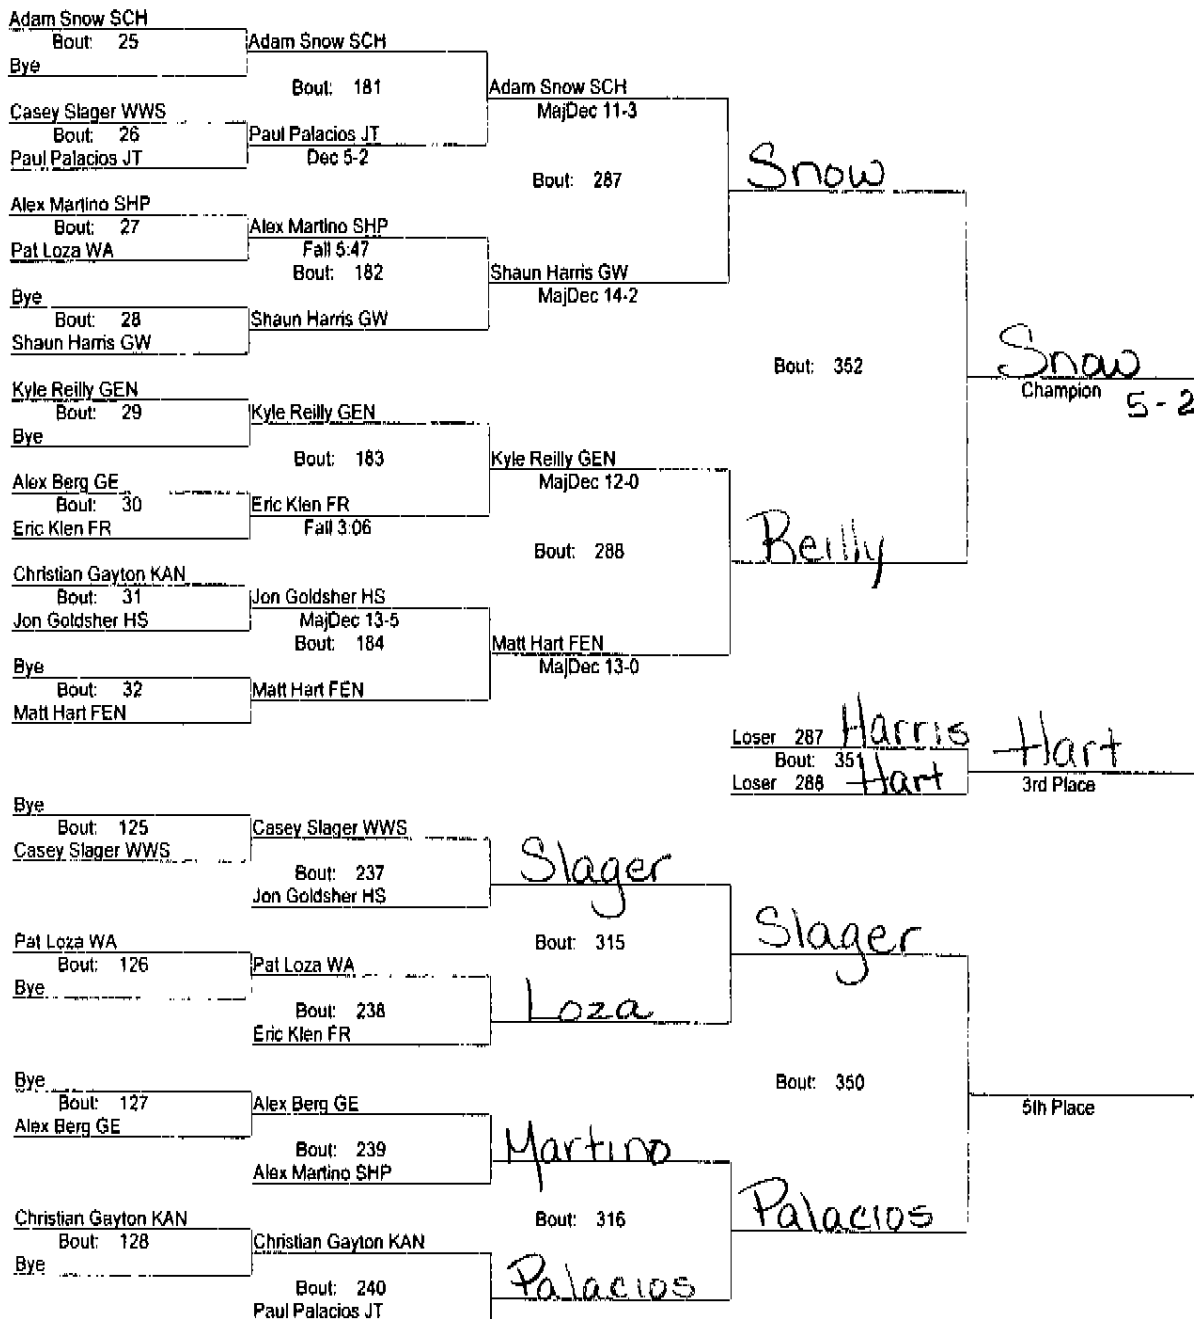 Adam Snow SCH
Bout: 25
Bye
Adam Snow SCH
Bout: 181
Casey Slager WWS
Bout: 26
Paul Palacios JT
Paul Palacios JT
Dec 5-2
Adam Snow SCH
MajDec 11-3
Bout: 287
Alex Martino SHP
Bout: 27
Pat Loza WA
Alex Martino SHP
Fall 5:47
Bout: 182
Bye
Bout: 28
Shaun Harris GW
Shaun Harris GW
Shaun Harris GW
MajDec 14-2
Snow
Bout: 352
Snow
Champion 5-2
Kyle Reilly GEN
Bout: 29
Bye
Kyle Reilly GEN
Bout: 183
Alex Berg GE
Bout: 30
Eric Klen FR
Eric Klen FR
Fall 3:06
Kyle Reilly GEN
MajDec 12-0
Bout: 288
Christian Gayton KAN
Bout: 31
Jon Goldsher HS
Jon Goldsher HS
MajDec 13-5
Bout: 184
Bye
Bout: 32
Matt Hart FEN
Matt Hart FEN
Matt Hart FEN
MajDec 13-0
Reilly
Loser 287 Harris
Bout: 351
Loser 288 Hart
Hart
3rd Place
Bye
Bout: 125
Casey Slager WWS
Casey Slager WWS
Bout: 237
Jon Goldsher HS
Slager
Bout: 315
Pat Loza WA
Bout: 126
Bye
Pat Loza WA
Bout: 238
Eric Klen FR
Loza
Slager
Bout: 350
5th Place
Bye
Bout: 127
Alex Berg GE
Alex Berg GE
Bout: 239
Alex Martino SHP
Martino
Bout: 316
Christian Gayton KAN
Bout: 128
Bye
Christian Gayton KAN
Bout: 240
Paul Palacios JT
Palacios
Palacios